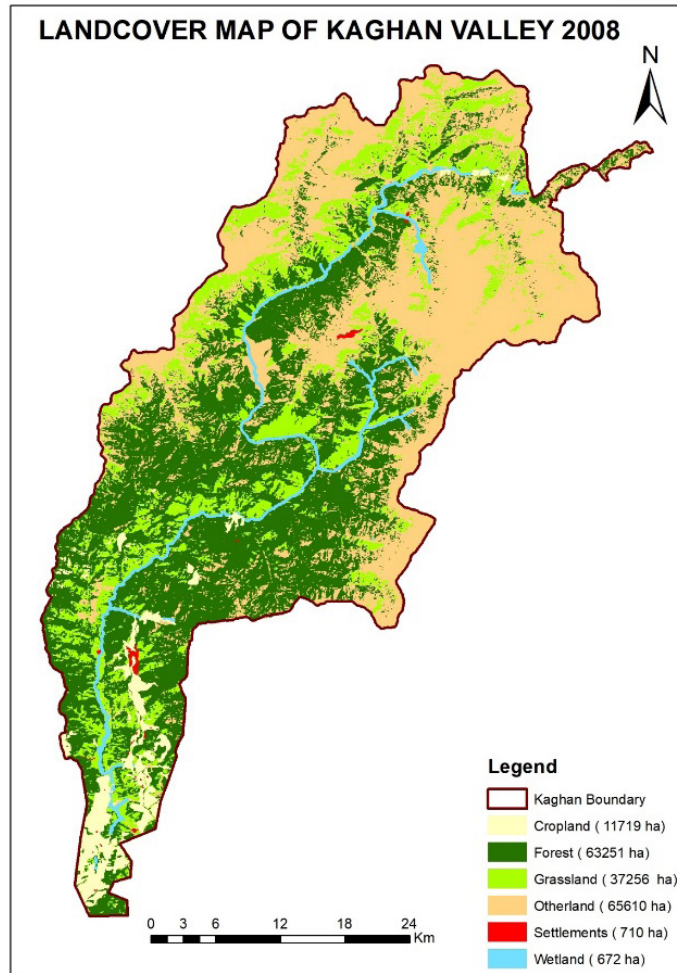 LANDCOVER MAP OF KAGHAN VALLEY 2008
N
Legend
Kaghan Boundary
Cropland ( 11719 ha)
Forest ( 63251 ha)
Grassland ( 37256 ha)
Otherland ( 65610 ha)
Settlements ( 710 ha)
Wetland ( 672 ha)
0 3 6 12 18 24
Km